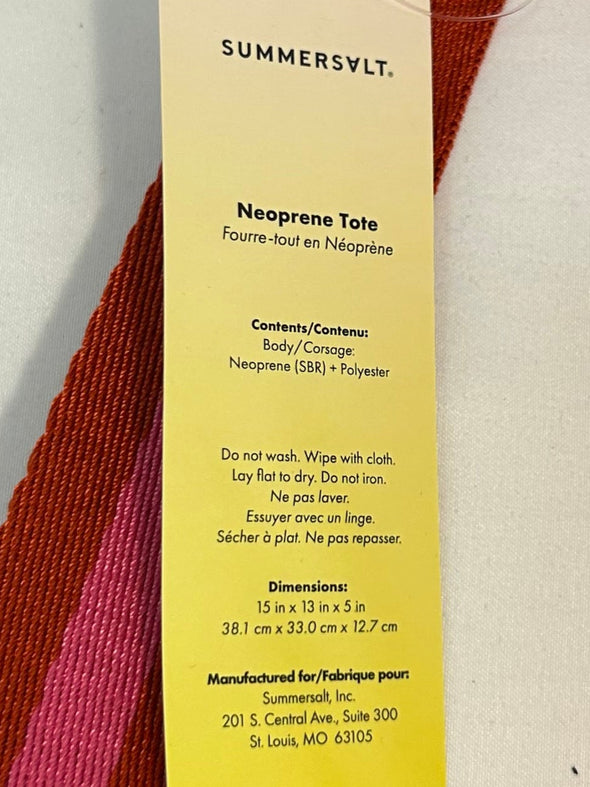 SUMMERSALT®
Neoprene Tote
Fourre-tout en Néoprène
Contents/Contenu:
Body/Corsage:
Neoprene (SBR) + Polyester
Do not wash. Wipe with cloth.
Lay flat to dry. Do not iron.
Ne pas laver.
Essuyer avec un linge.
Sécher à plat. Ne pas repasser.
Dimensions:
15 in x 13 in x 5 in
38.1 cm x 33.0 cm x 12.7 cm
Manufactured for/Fabrique pour:
Summersalt, Inc.
201 S. Central Ave., Suite 300
St. Louis, MO 63105